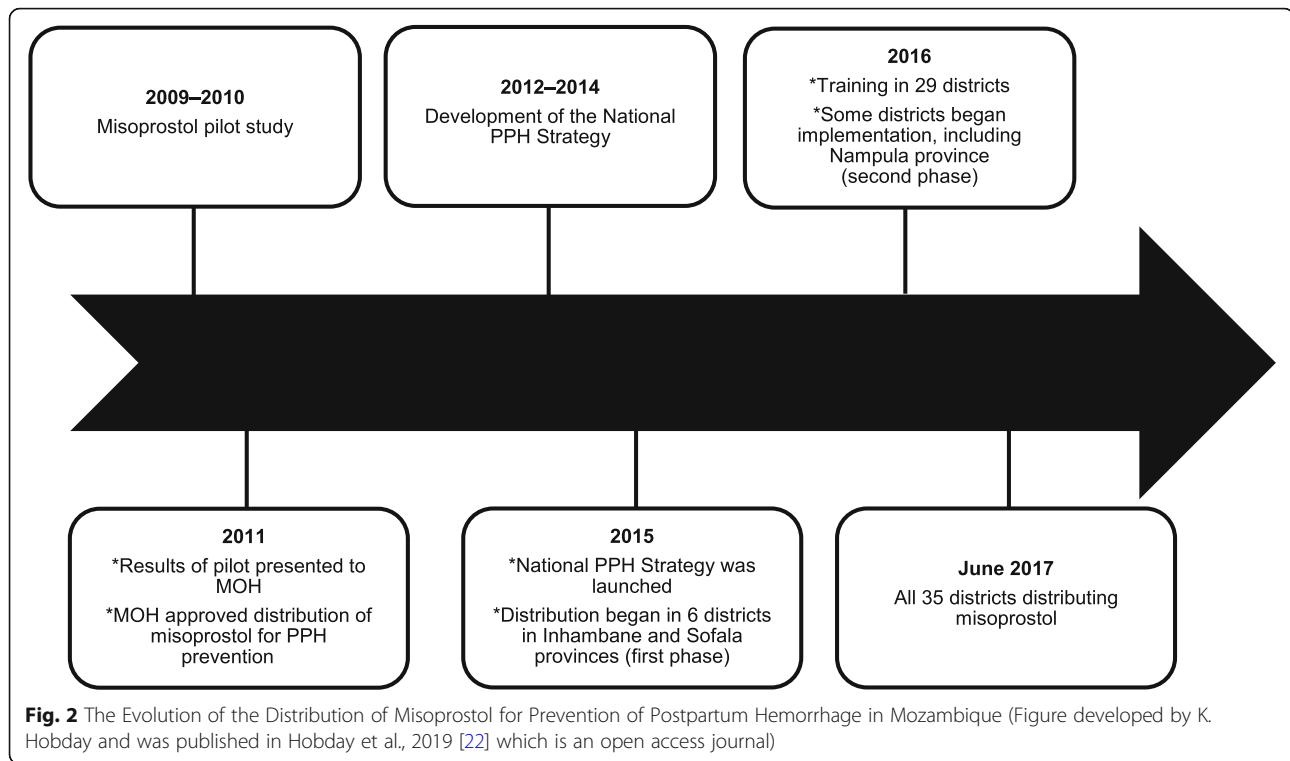 2009–2010
Misoprostol pilot study
2012–2014
Development of the National
PPH Strategy
2016
*Training in 29 districts
*Some districts began
implementation, including
Nampula province
(second phase)
2011
*Results of pilot presented to
MOH
*MOH approved distribution of
misoprostol for PPH
prevention
2015
*National PPH Strategy was
launched
*Distribution began in 6 districts
in Inhambane and Sofala
provinces (first phase)
June 2017
All 35 districts distributing
misoprostol
Fig. 2 The Evolution of the Distribution of Misoprostol for Prevention of Postpartum Hemorrhage in Mozambique (Figure developed by K.
Hobday and was published in Hobday et al., 2019 [22] which is an open access journal)